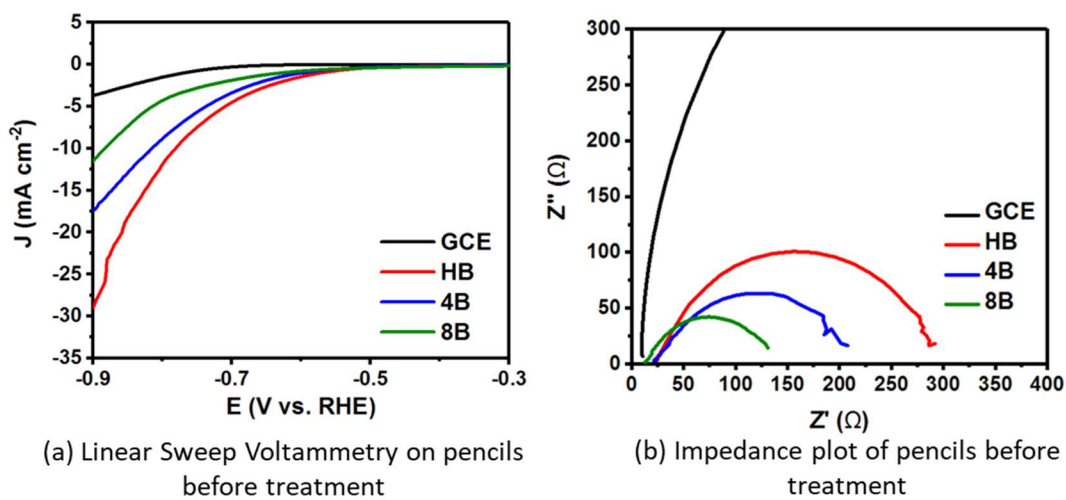 5
0
-5
-10
-15
-20
-25
-30
-35
J (mA cm-2)
GCE
HB
4B
8B
-0.9
-0.7
-0.5
-0.3
E (V vs. RHE)
(a) Linear Sweep Voltammetry on pencils
before treatment
300
250
200
150
100
50
0
Z'' (Ω)
GCE
HB
4B
8B
0
50
100
150
200
250
300
350
400
Z' (Ω)
(b) Impedance plot of pencils before
treatment